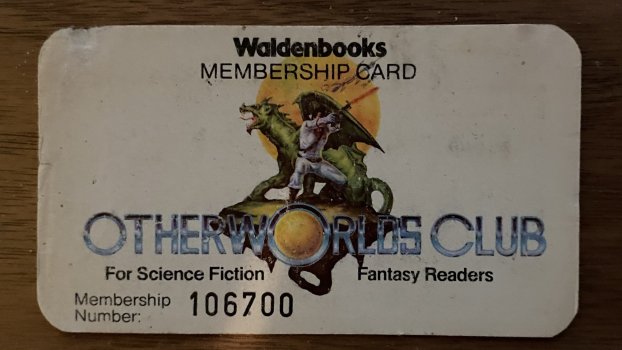 Waldenbooks
MEMBERSHIP CARD
OTHERWORLDS CLUB
For Science Fiction Fantasy Readers
Membership
Number: 106700